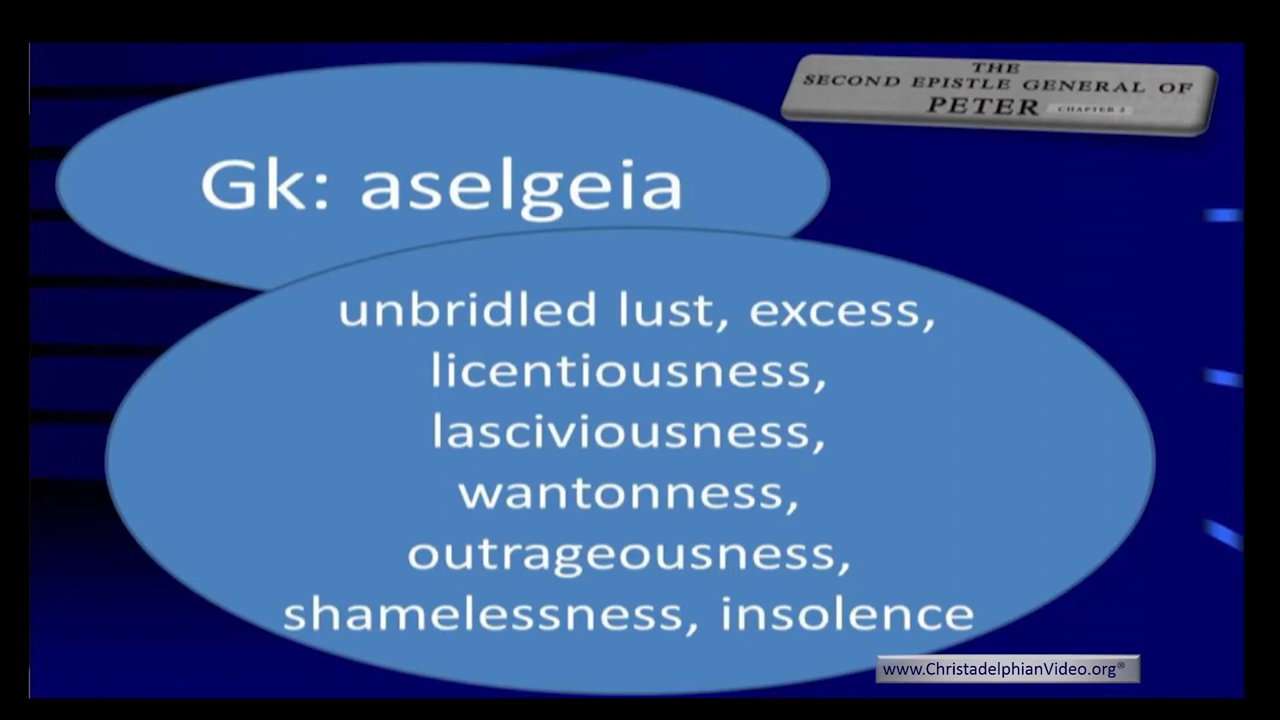 THE
SECOND EPISTLE GENERAL OF
PETER
Gk: aselgeia
unbridled lust, excess,
licentiousness,
lasciviousness,
wantonness,
outrageousness,
shamelessness, insolence
www.ChristadelphianVideo.org®